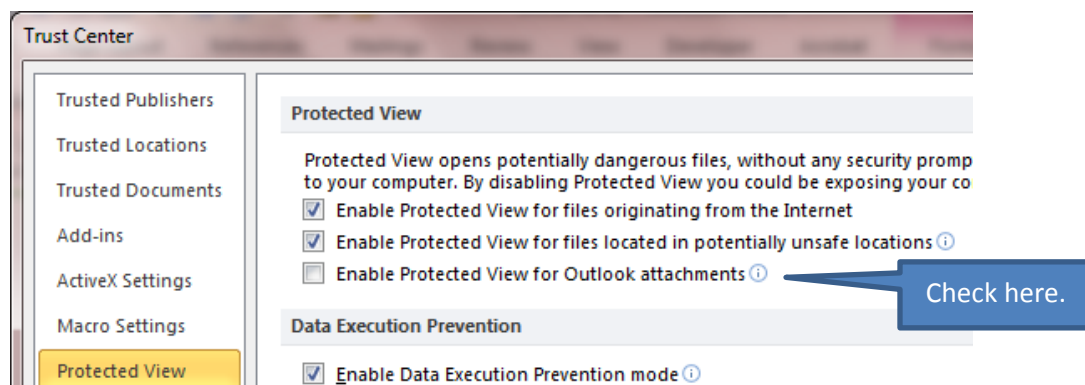 Trust Center
Trusted Publishers
Trusted Locations
Trusted Documents
Add-ins
ActiveX Settings
Macro Settings
Protected View
Protected View
Protected View opens potentially dangerous files, without any security promp
to your computer. By disabling Protected View you could be exposing your co
Enable Protected View for files originating from the Internet
Enable Protected View for files located in potentially unsafe locations
Enable Protected View for Outlook attachments
Check here.
Data Execution Prevention
Enable Data Execution Prevention mode